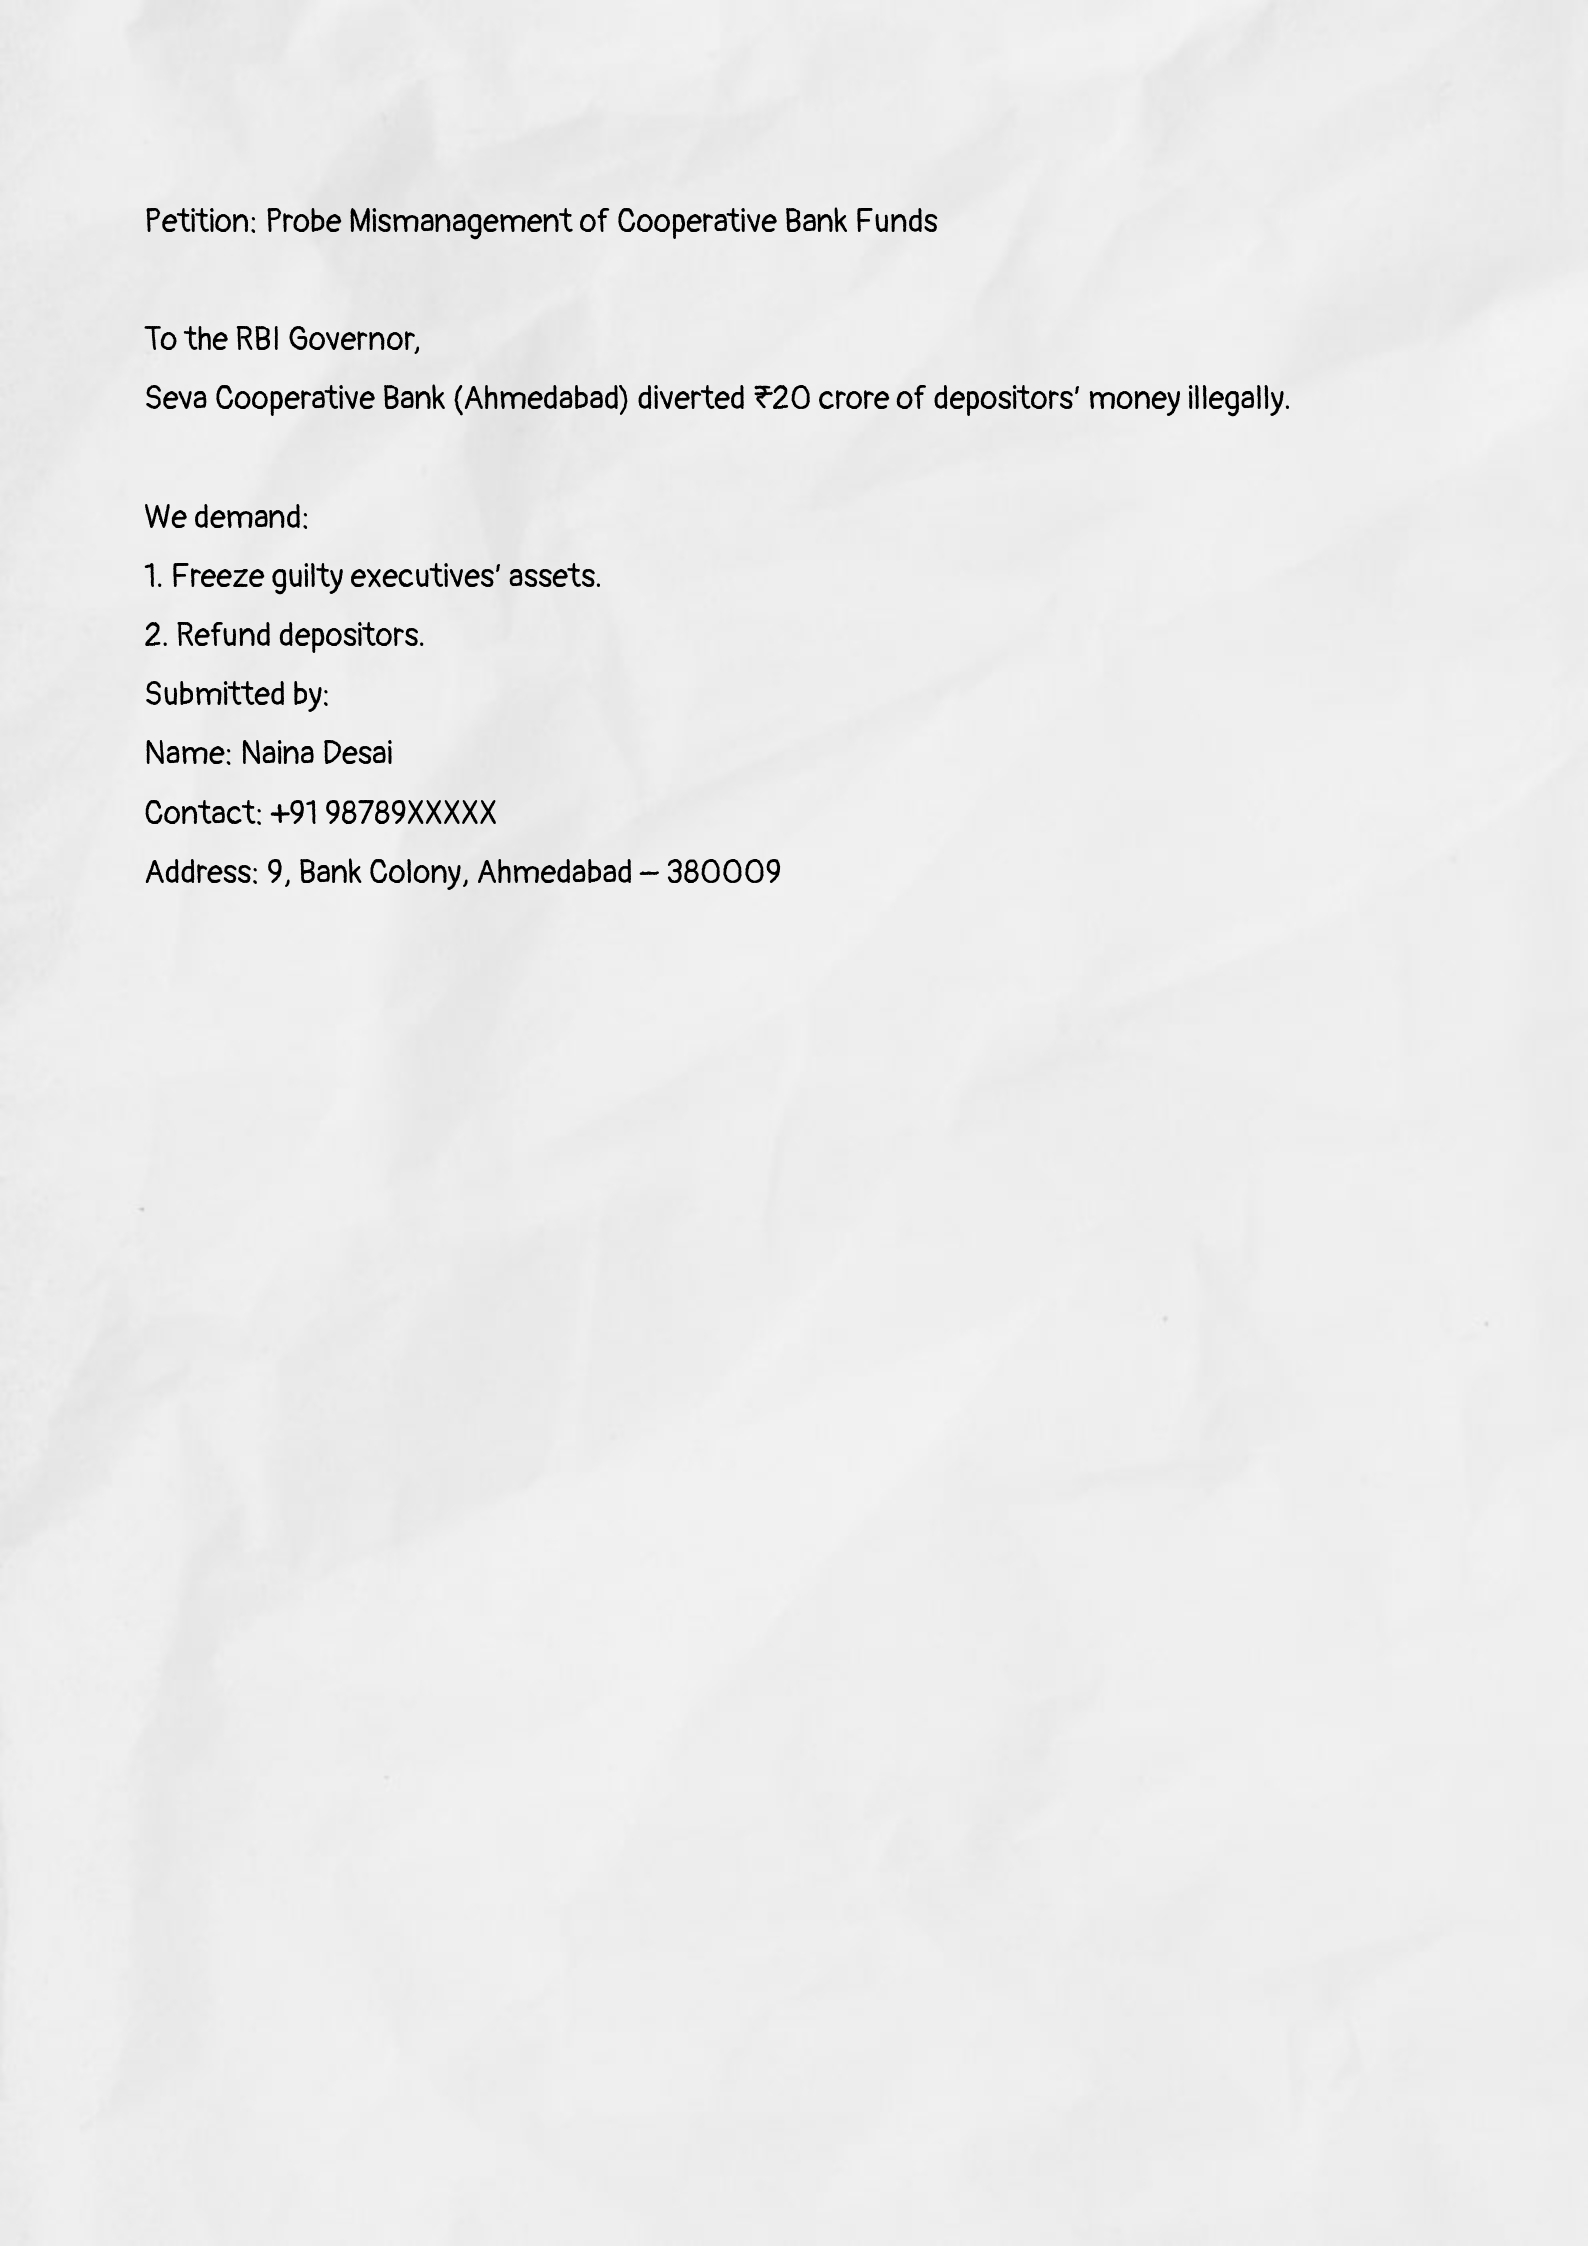 Petition: Probe Mismanagement of Cooperative Bank Funds
To the RBI Governor,
Seva Cooperative Bank (Ahmedabad) diverted ₹20 crore of depositors’ money illegally.
We demand:
1. Freeze guilty executives’ assets.
2. Refund depositors.
Submitted by:
Name: Naina Desai
Contact: +91 98789XXXXX
Address: 9, Bank Colony, Ahmedabad – 380009